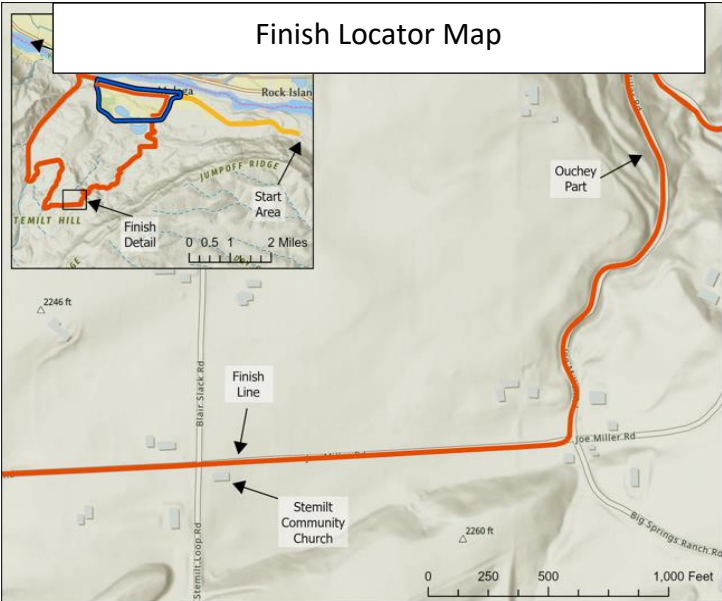 Finish Locator Map
Rock Islan
JUMPOFF RIDGE
Start
Area
TEMILT HILL
Finish
Detail
0 0.5 1 2 Miles
Ouchey
Part
2246 ft
Blair Slack Rd
Finish
Line
Joe Miller Rd
Stemilt
Community
Church
2260 ft
Stemilt Loop Rd
Big Springs Ranch Rd
0 250 500 1,000 Feet